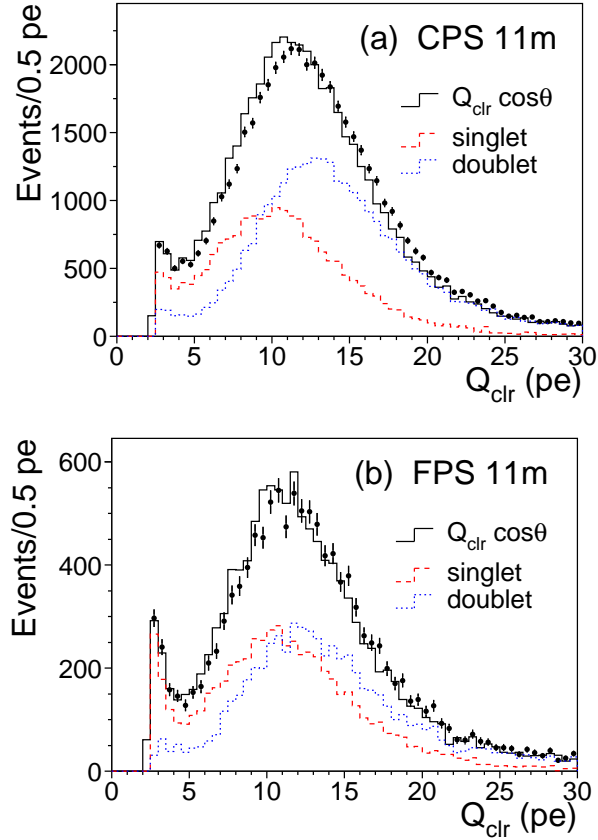 (a) CPS 11m
Events/0.5 pe
2000
1500
1000
500
0
Q_clr cosθ
singlet
doublet
0 5 10 15 20 25 30
Q_clr (pe)
(b) FPS 11m
Events/0.5 pe
600
400
200
0
Q_clr cosθ
singlet
doublet
0 5 10 15 20 25 30
Q_clr (pe)